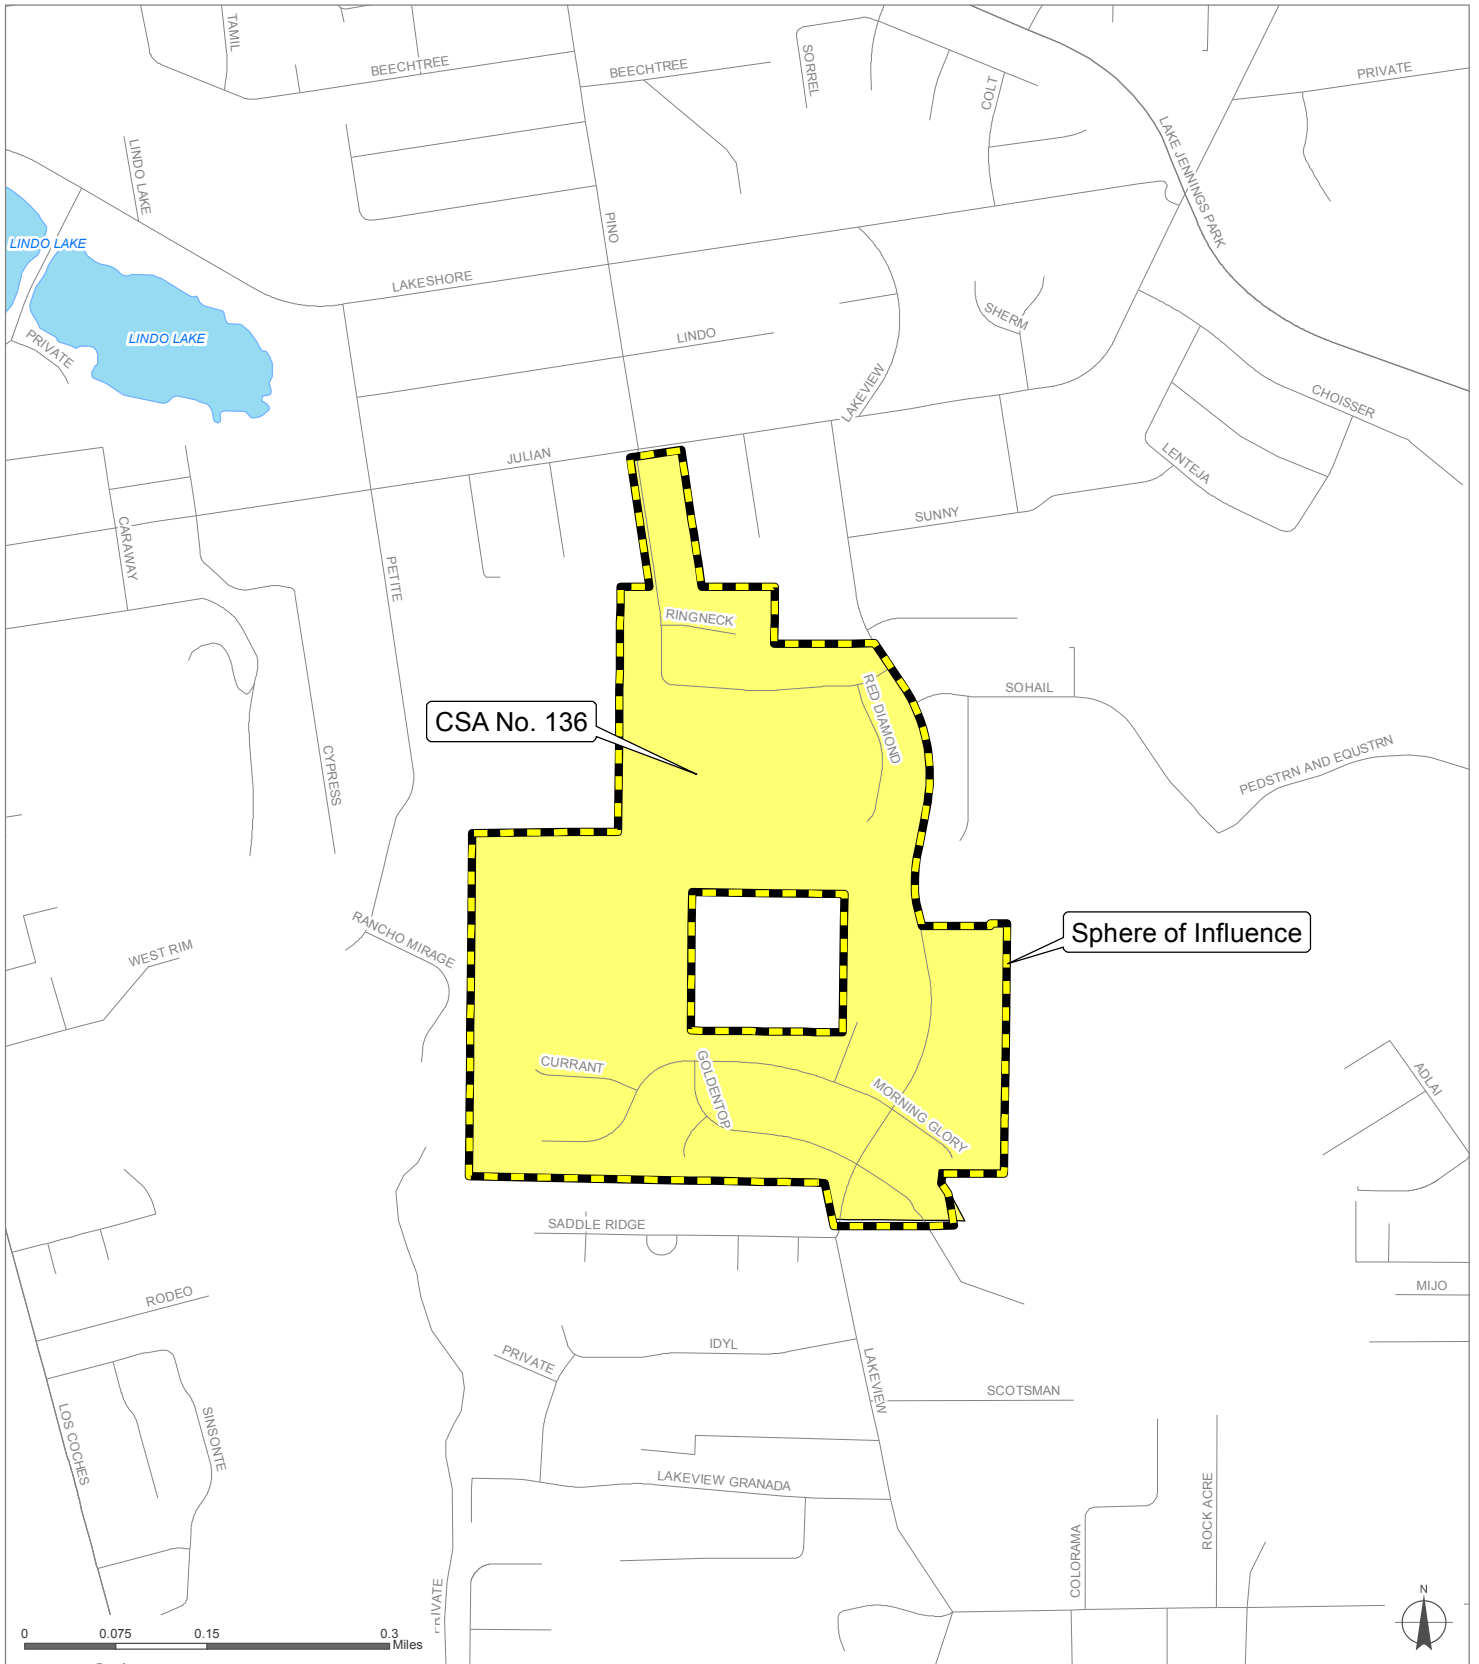 TAMIL
BEECHTREE
BEECHTREE
SORREL
COLT
PRIVATE
LAKE JENNINGS PARK
LINDO LAKE
PINO
LINDO LAKE
LAKESHORE
LINDO LAKE
PRIVATE
LINDO
SHERM
LAKEVIEW
CHOISSER
JULIAN
LENTEJA
SUNNY
CARAWAY
PETITE
RINGNECK
SOHAIL
RED DIAMOND
CSA No. 136
CYPRESS
PEDSTRN AND EQUSTRN
RANCHO MIRAGE
WEST RIM
Sphere of Influence
CURRANT
GOLDENTOP
MORNING GLORY
ADLAI
SADDLE RIDGE
RODEO
MIJO
IDYL
PRIVATE
LAKEVIEW
SCOTSMAN
LOS COCHES
SINSONTE
LAKEVIEW GRANADA
ROCK ACRE
COLORAMA
PRIVATE
N
0 0.075 0.15 0.3
Miles